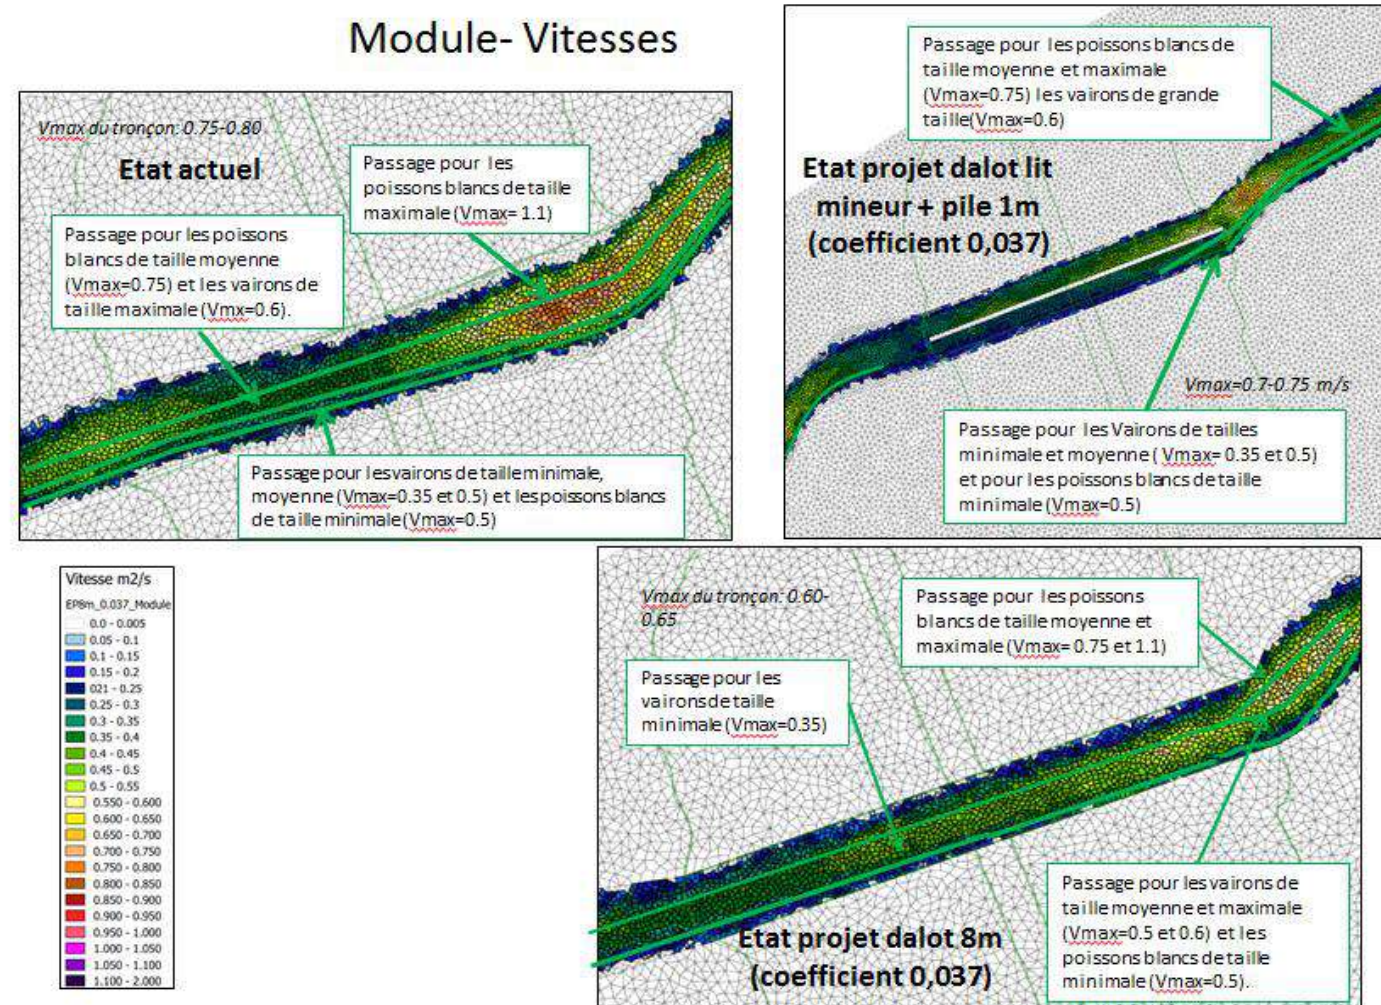 Module- Vitesses
Vmax du tronçon: 0.75-0.80
Etat actuel
Passage pour les
poissons blancs de taille
maximale (Vmax= 1.1)
Passage pour les poissons
blancs de taille moyenne
(Vmax=0.75) et les vairons de
taille maximale (Vmx=0.6).
Passage pour les vairons de taille minimale,
moyenne (Vmax=0.35 et 0.5) et les poissons blancs
de taille minimale (Vmax=0.5)
Passage pour les poissons blancs de
taille moyenne et maximale
(Vmax=0.75) les vairons de grande
taille(Vmax=0.6)
Etat projet dalot lit
mineur + pile 1m
(coefficient 0,037)
Vmax=0.7-0.75 m/s
Passage pour les Vairons de tailles
minimale et moyenne ( Vmax= 0.35 et 0.5)
et pour les poissons blancs de taille
minimale (Vmax=0.5)
Vitesse m2/s
EP8m_0.037_Module
0.0 - 0.005
0.05 - 0.1
0.1 - 0.15
0.15 - 0.2
021 - 0.25
0.25 - 0.3
0.3 - 0.35
0.35 - 0.4
0.4 - 0.45
0.45 - 0.5
0.5 - 0.55
0.550 - 0.600
0.600 - 0.650
0.650 - 0.700
0.700 - 0.750
0.750 - 0.800
0.800 - 0.850
0.850 - 0.900
0.900 - 0.950
0.950 - 1.000
1.000 - 1.050
1.050 - 1.100
1.100 - 2.000
Vmax du tronçon: 0.60-
0.65
Passage pour les poissons
blancs de taille moyenne et
maximale (Vmax= 0.75 et 1.1)
Passage pour les
vairons de taille
minimale (Vmax=0.35)
Passage pour les vairons de
taille moyenne et maximale
(Vmax=0.5 et 0.6) et les
poissons blancs de taille
minimale (Vmax=0.5).
Etat projet dalot 8m
(coefficient 0,037)